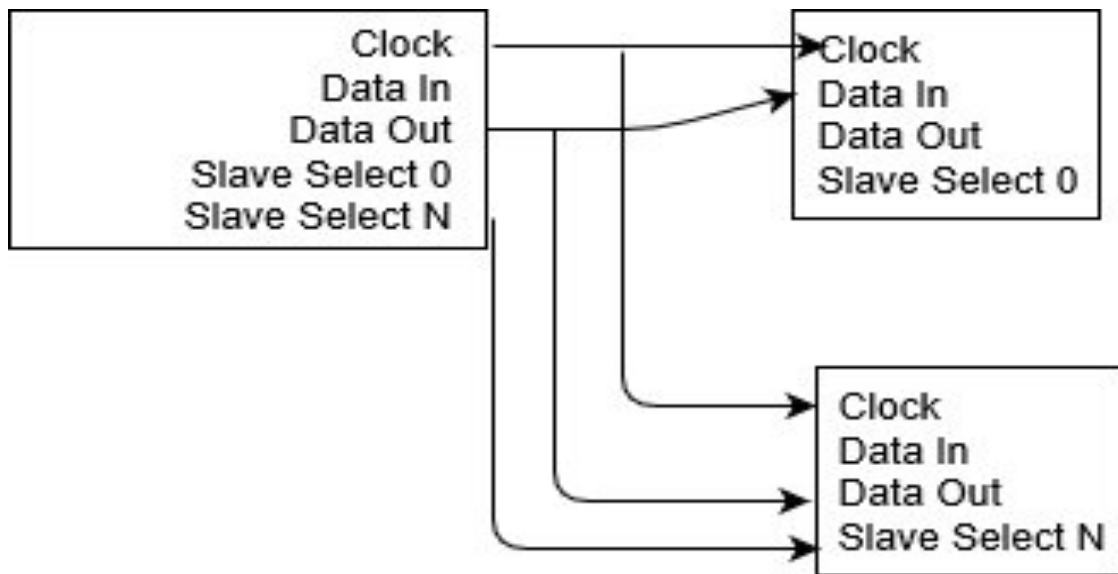 Clock
Data In
Data Out
Slave Select 0
Slave Select N
Clock
Data In
Data Out
Slave Select 0
Clock
Data In
Data Out
Slave Select N